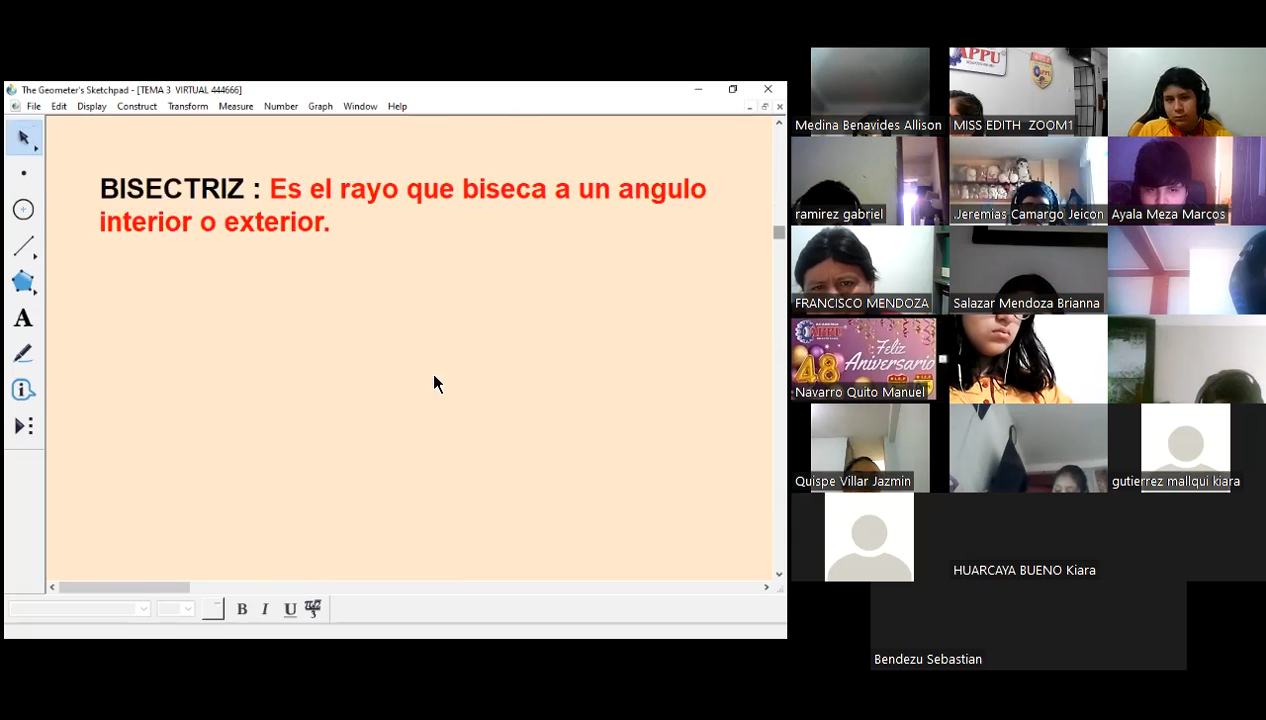 The Geometer's Sketchpad - [TEMA 3 VIRTUAL 444666]
File Edit Display Construct Transform Measure Number Graph Window Help
BISECTRIZ : Es el rayo que biseca a un angulo
interior o exterior.
A
B I U
Medina Benavides Allison
APPU
MISS EDITH ZOOM1
ramirez gabriel
Jeremias Camargo Jeicon
Ayala Meza Marcos
FRANCISCO MENDOZA
Salazar Mendoza Brianna
APPU
Feliz
48 Aniversario
Navarro Quito Manuel
Quispe Villar Jazmin
gutierrez mallqui kiara
HUARCAYA BUENO Kiara
Bendezu Sebastian